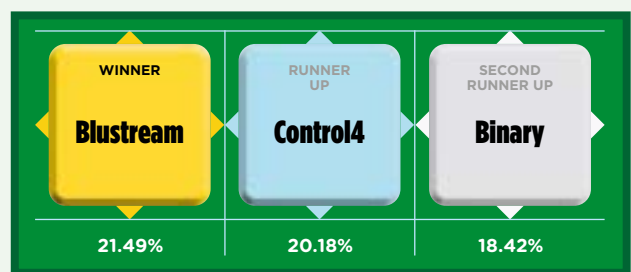 WINNER
Blustream
21.49%
RUNNER
UP
Control4
20.18%
SECOND
RUNNER UP
Binary
18.42%